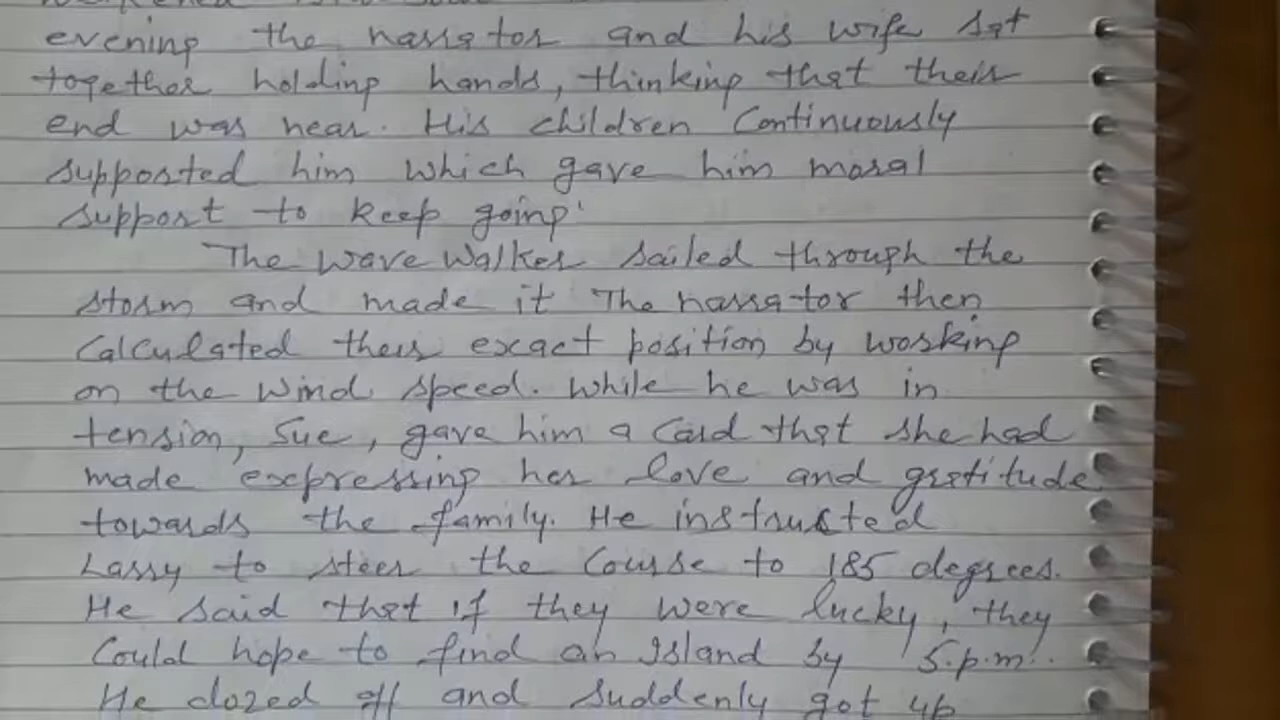 evening the narrator and his wife sat
together holding hands, thinking that their
end was near. His children Continuously
supported him which gave him moral
support to keep going.
The Wave Walker sailed through the
storm and made it The narrator then
Calculated their exact position by working
on the wind speed. While he was in
tension, Sue, gave him a Card that she had
made expressing her love and gratitude
towards the family. He instructed
Larry to steer the Course to 185 degrees.
He said that if they were lucky, they
Could hope to find an Island by 5.p.m.
He dozed off and suddenly got up